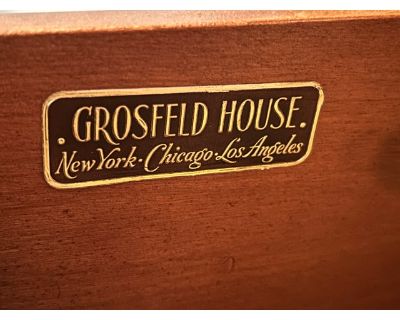 . GROSFELD HOUSE .
New York · Chicago · Los Angeles